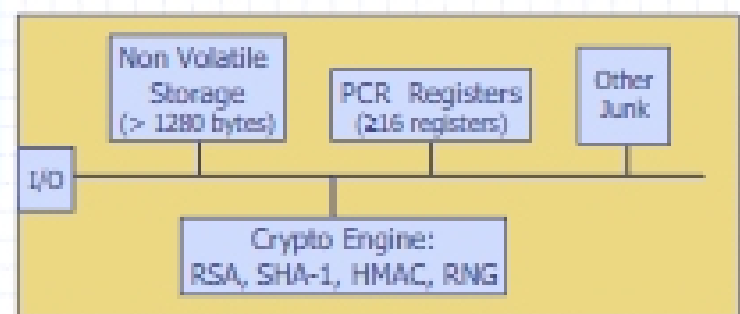 Non Volatile
Storage
(> 1280 bytes)
PCR Registers
(≥16 registers)
Other
Junk
I/O
Crypto Engine:
RSA, SHA-1, HMAC, RNG